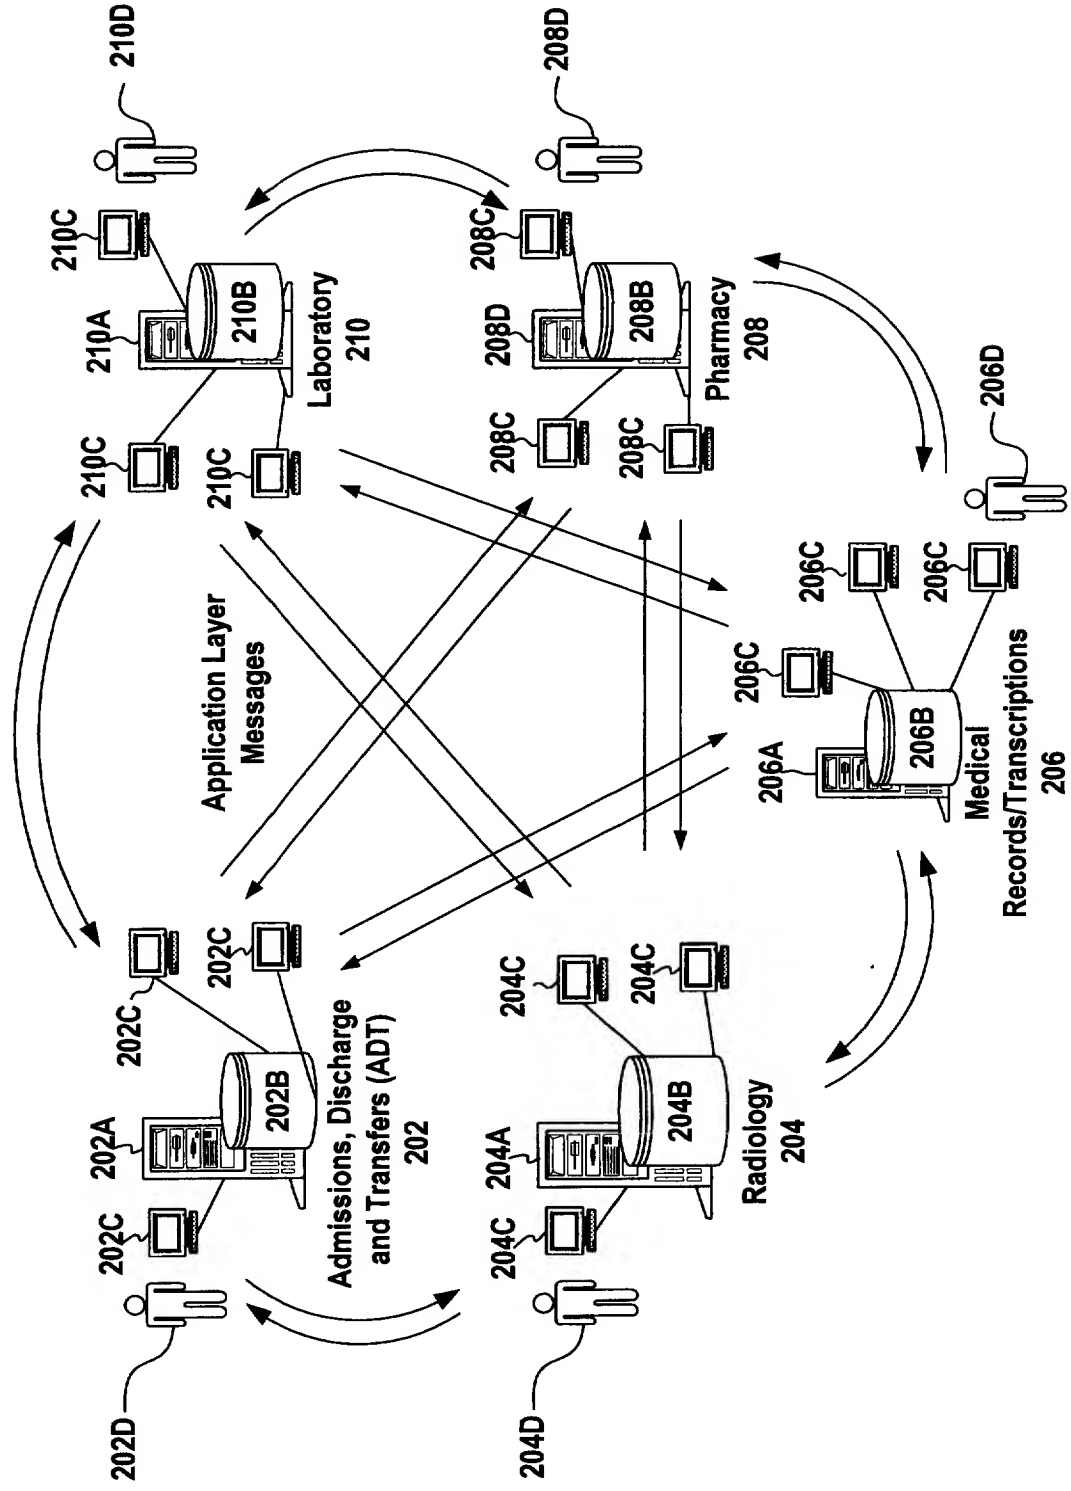 202D
202C
202A
202B
202C
202C
Admissions, Discharge
and Transfers (ADT)
202
Application Layer
Messages
210C
210C
210A
210B
210C
210D
Laboratory
210
204D
204C
204A
204B
204C
204C
Radiology
204
208C
208C
208D
208B
208C
208D
Pharmacy
208
206A
206B
206C
206C
206C
206D
Medical
Records/Transcriptions
206